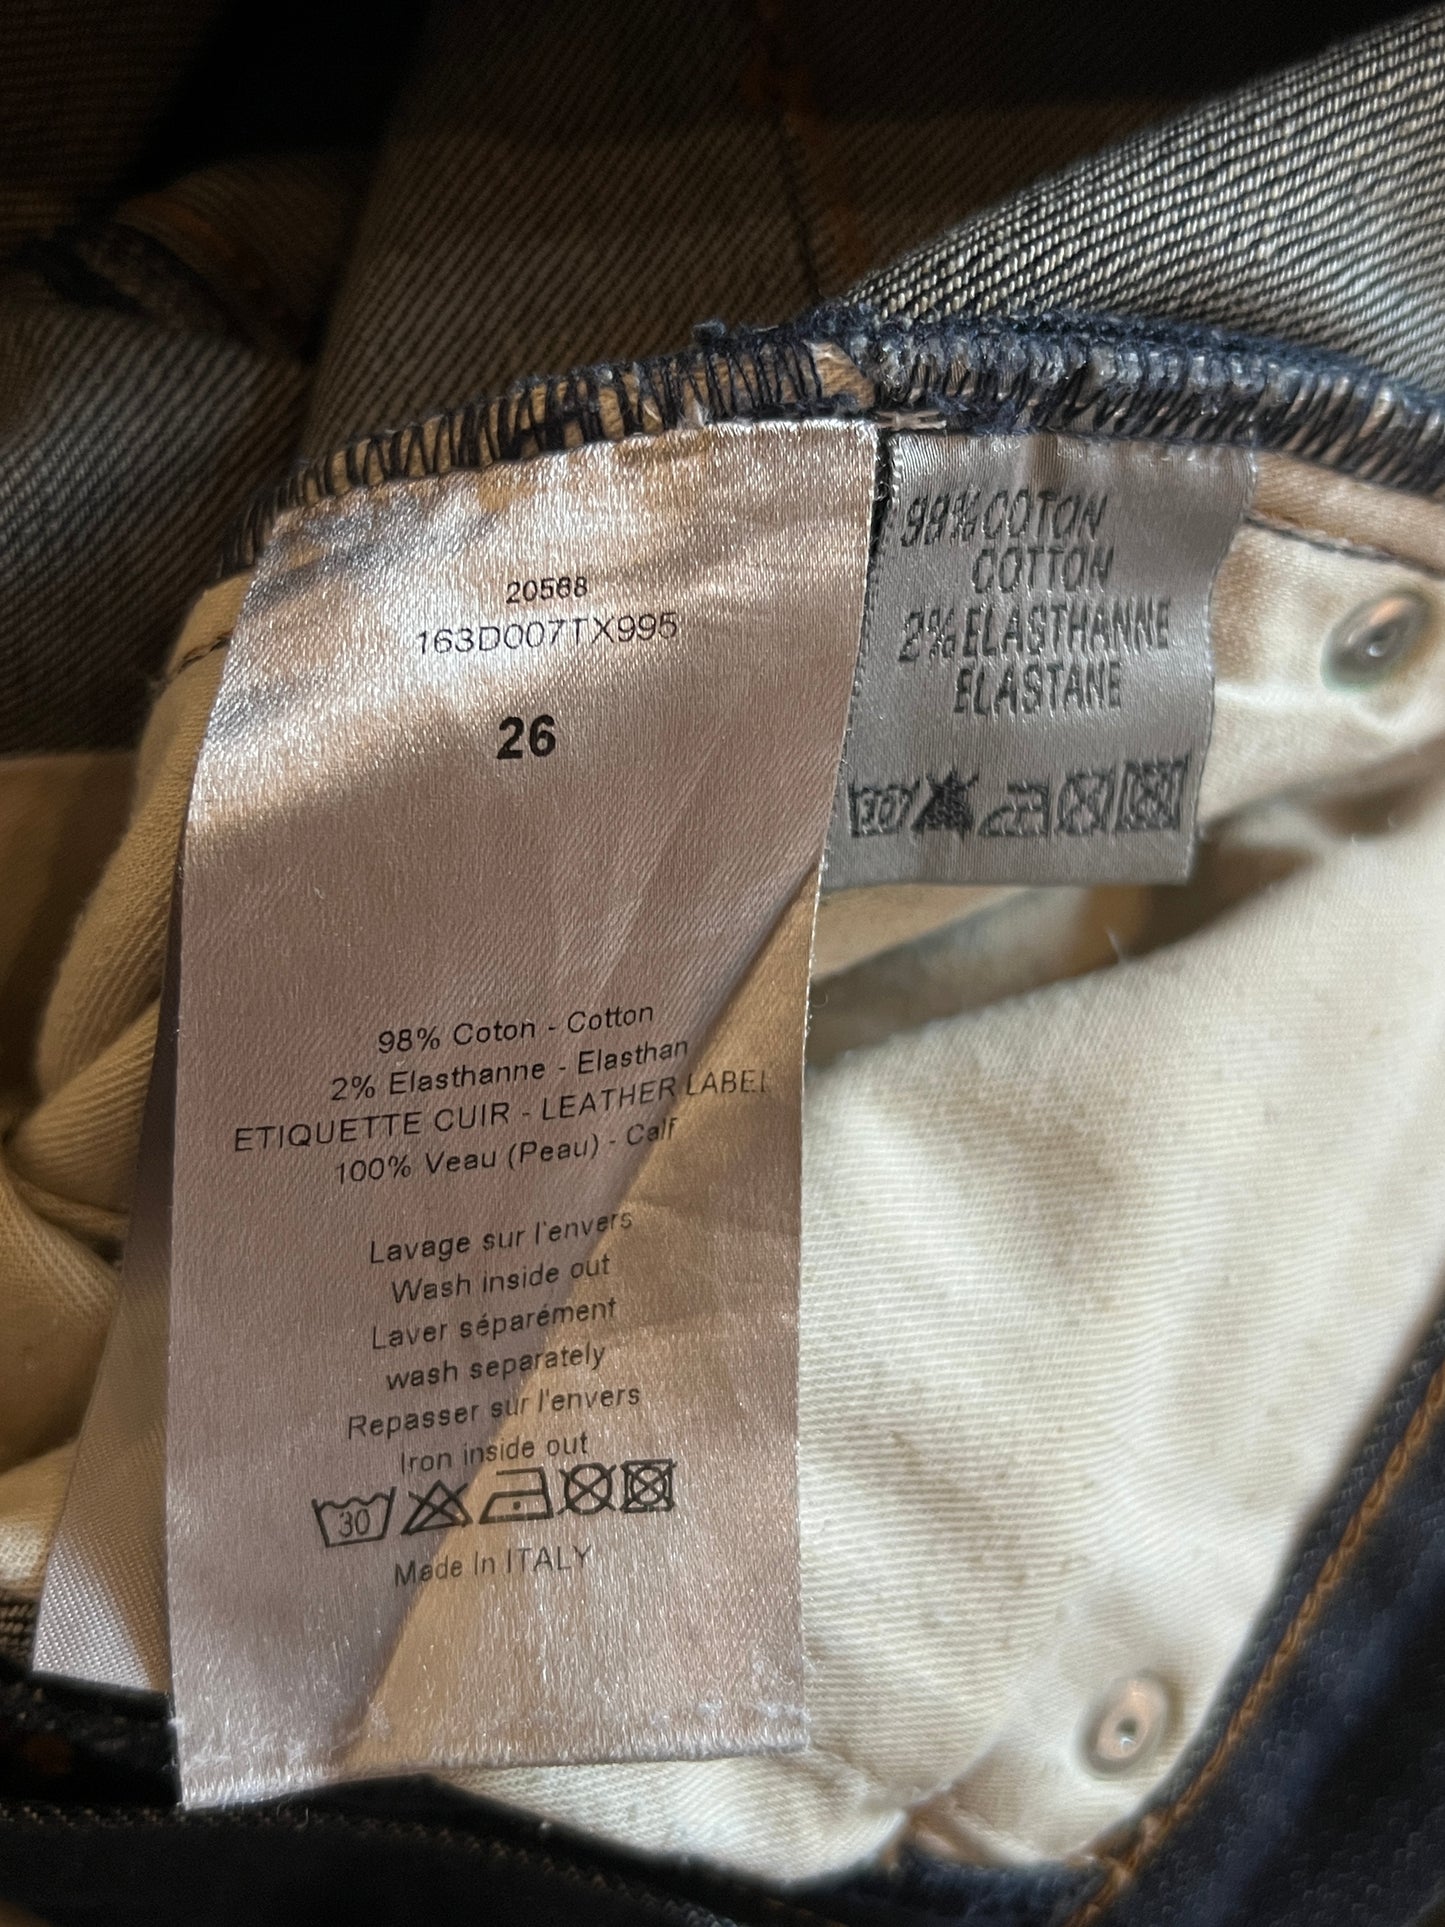 20568
163D007TX995
26
98% Coton - Cotton
2% Elasthanne - Elasthan
ETIQUETTE CUIR - LEATHER LABEL
100% Veau (Peau) - Calf
Lavage sur l'envers
Wash inside out
Laver séparément
wash separately
Repasser sur l'envers
Iron inside out
30
Made In ITALY
98% COTON
COTTON
2% ELASTHANNE
ELASTANE
30